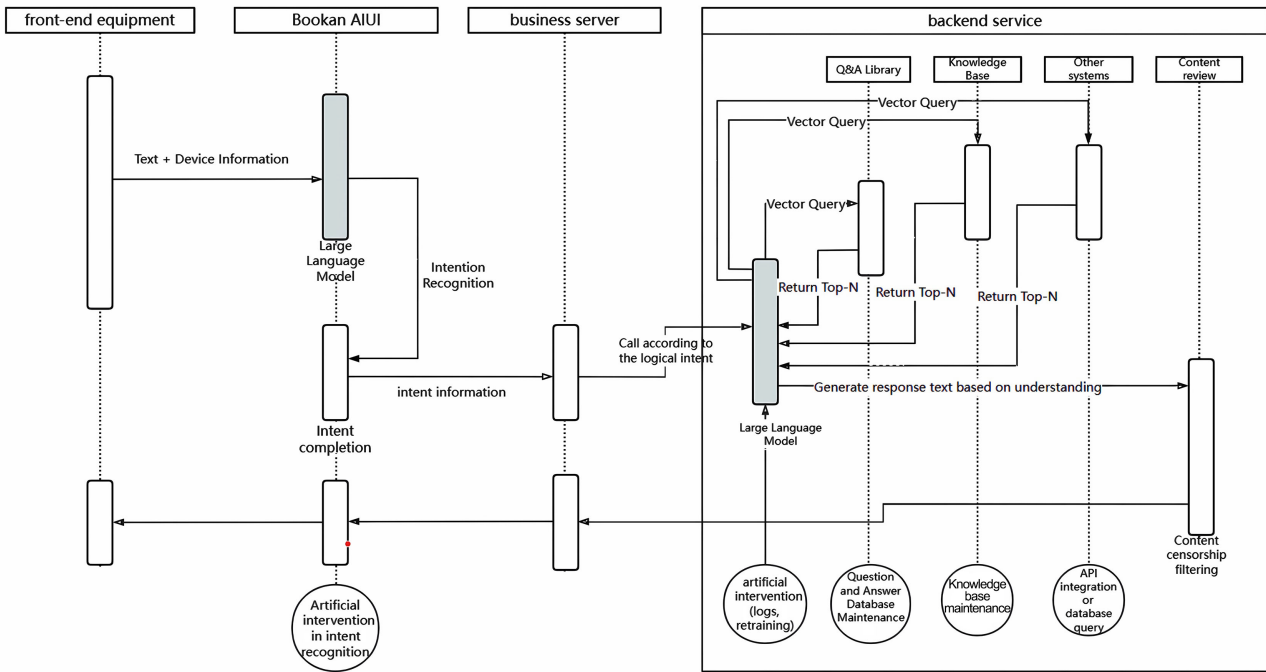 front-end equipment
Bookan AIUI
business server
backend service
Q&A Library
Knowledge
Base
Other
systems
Content
review
Vector Query
Vector Query
Text + Device Information
Vector Query
Large
Language
Model
Intention
Recognition
Return Top-N
Return Top-N
Return Top-N
Call according to
the logical intent
intent information
Generate response text based on understanding
Large Language
Model
Intent
completion
Content
censorship
filtering
Artificial
intervention
in intent
recognition
artificial
intervention
(logs,
retraining)
Question
and Answer
Database
Maintenance
Knowledge
base
maintenance
API
integration
or
database
query